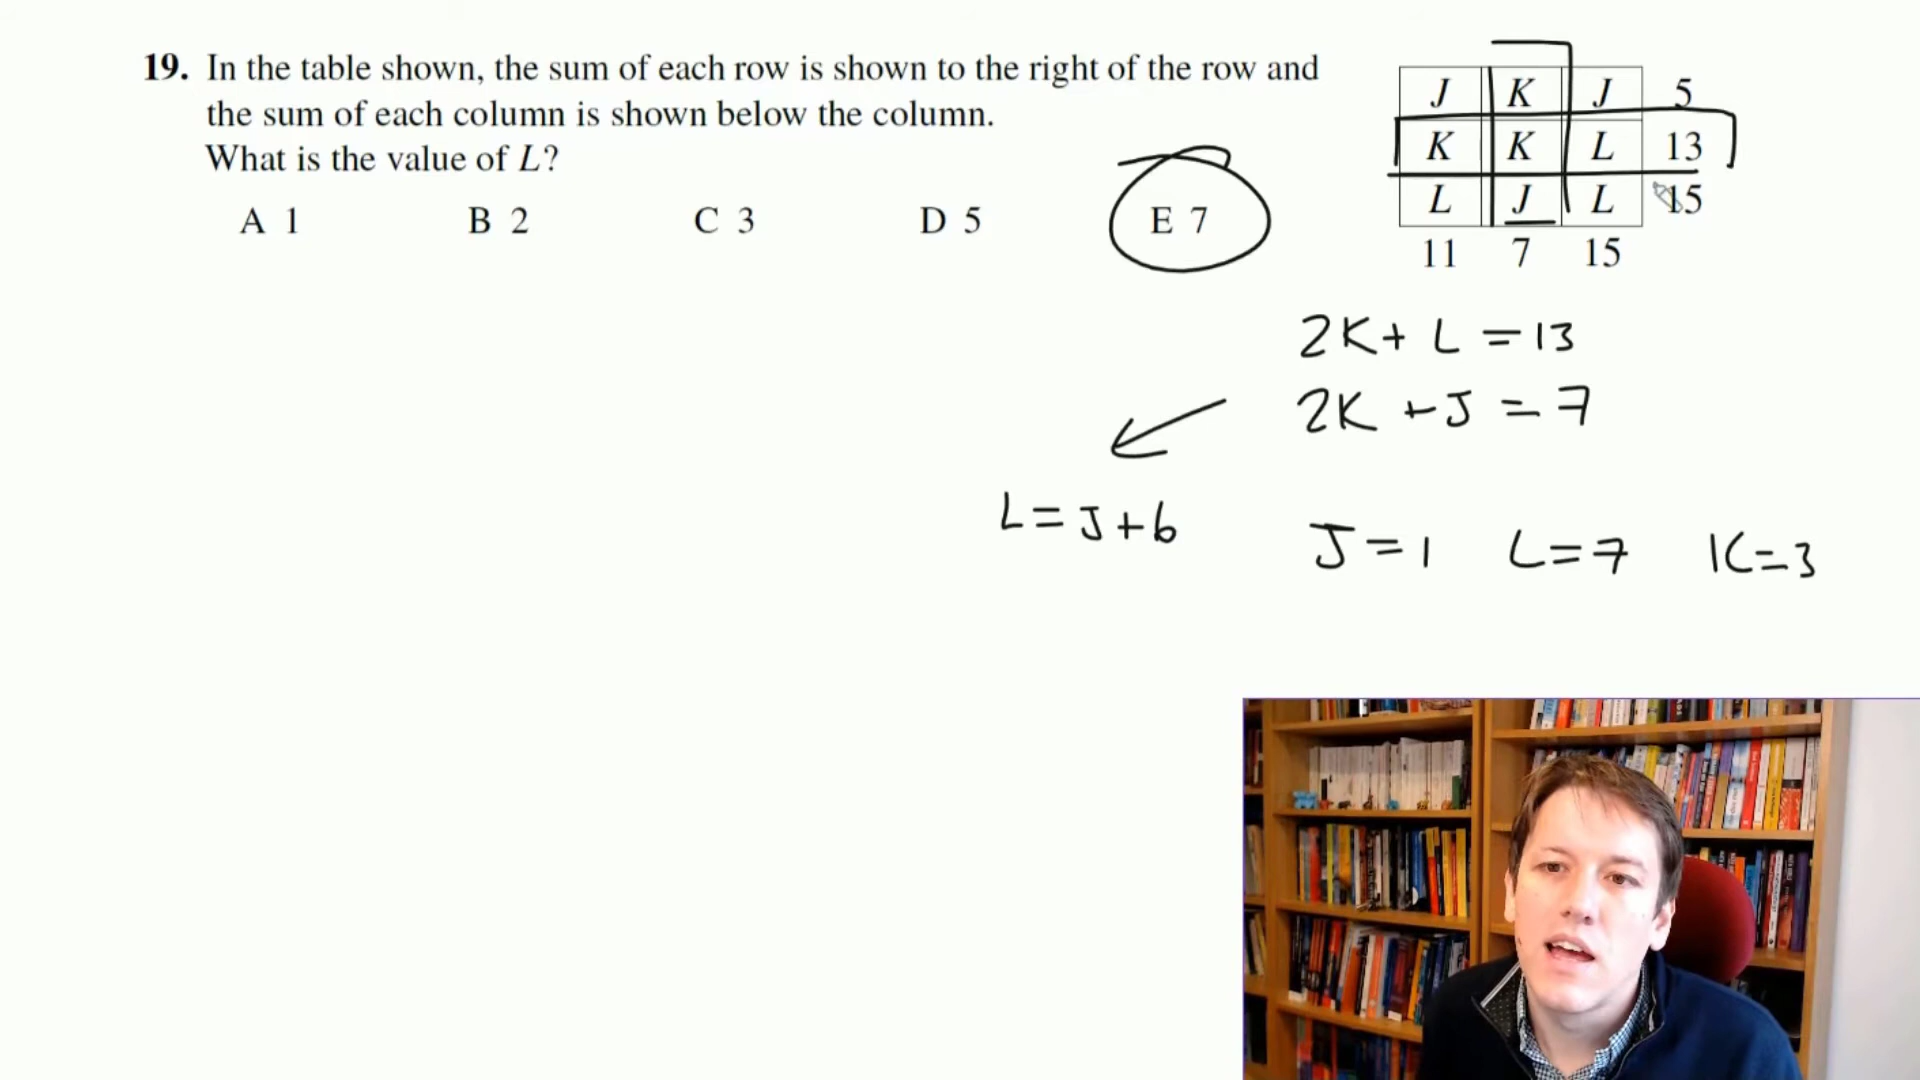 19. In the table shown, the sum of each row is shown to the right of the row and
the sum of each column is shown below the column.
What is the value of L?
A 1 B 2 C 3 D 5 E 7
J K J 5
K K L 13
L J L 15
11 7 15
2K + L = 13
2K + J = 7
L = J + 6
J = 1 L = 7 K = 3